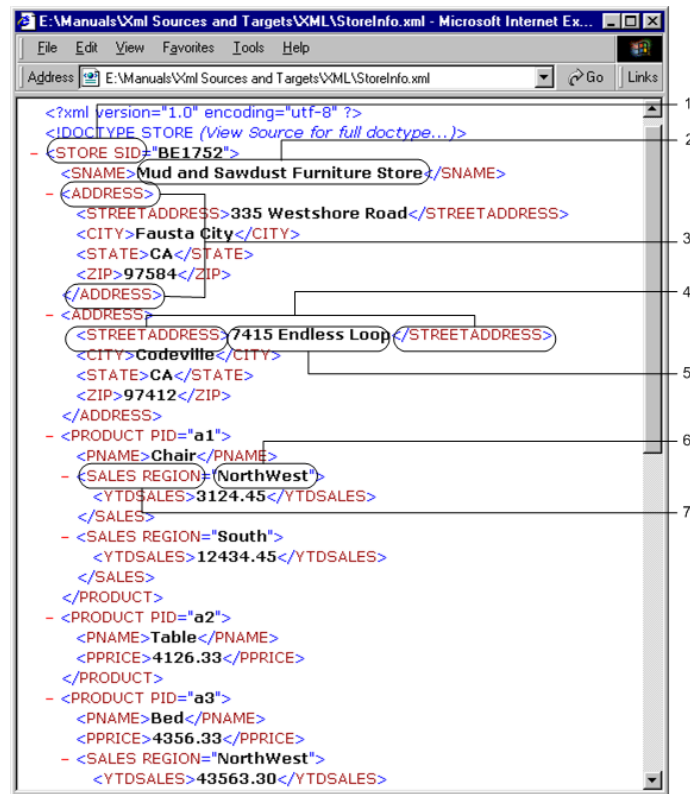 E:\Manuals\Xml Sources and Targets\XML\StoreInfo.xml - Microsoft Internet Ex...
File Edit View Favorites Tools Help
Address E:\Manuals\Xml Sources and Targets\XML\StoreInfo.xml Go Links
<?xml version="1.0" encoding="utf-8" ?>
1
<!DOCTYPE STORE (View Source for full doctype...)>
2
- <STORE SID="BE1752">
<SNAME>Mud and Sawdust Furniture Store</SNAME>
- <ADDRESS>
<STREETADDRESS>335 Westshore Road</STREETADDRESS>
<CITY>Fausta City</CITY>
3
<STATE>CA</STATE>
<ZIP>97584</ZIP>
</ADDRESS>
4
- <ADDRESS>
<STREETADDRESS>7415 Endless Loop</STREETADDRESS>
<CITY>Codeville</CITY>
5
<STATE>CA</STATE>
<ZIP>97412</ZIP>
</ADDRESS>
- <PRODUCT PID="a1">
6
<PNAME>Chair</PNAME>
- <SALES REGION="NorthWest">
<YTDSALES>3124.45</YTDSALES>
7
</SALES>
- <SALES REGION="South">
<YTDSALES>12434.45</YTDSALES>
</SALES>
</PRODUCT>
- <PRODUCT PID="a2">
<PNAME>Table</PNAME>
<PPRICE>4126.33</PPRICE>
</PRODUCT>
- <PRODUCT PID="a3">
<PNAME>Bed</PNAME>
<PPRICE>4356.33</PPRICE>
- <SALES REGION="NorthWest">
<YTDSALES>43563.30</YTDSALES>